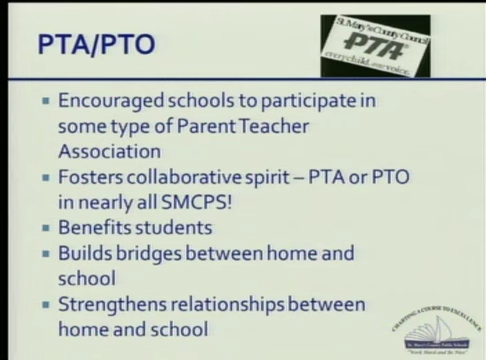 PTA/PTO
St. Mary's County Council
PTA
every child. one voice.
Encouraged schools to participate in
some type of Parent Teacher
Association
Fosters collaborative spirit – PTA or PTO
in nearly all SMCPS!
Benefits students
Builds bridges between home and
school
Strengthens relationships between
home and school
CHARTING A COURSE TO EXCELLENCE
St. Mary's County Public Schools